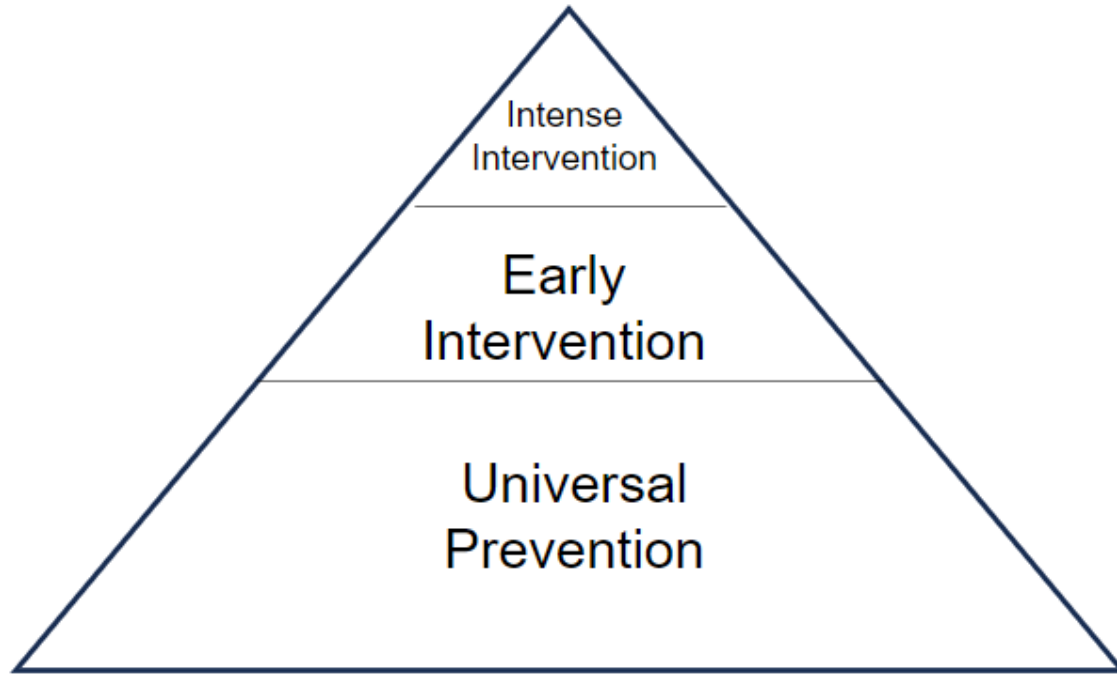 Intense
Intervention
Early
Intervention
Universal
Prevention